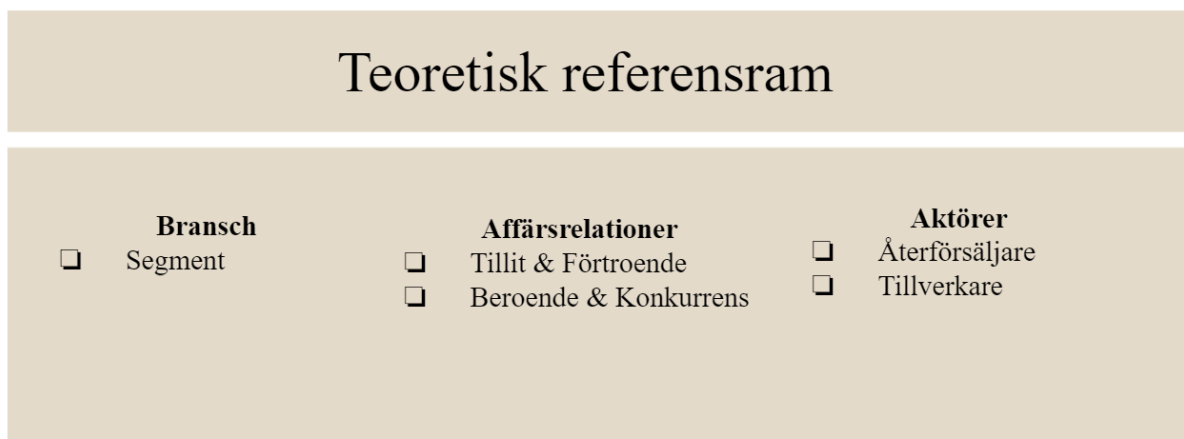 Teoretisk referensram
Bransch
❏ Segment
Affärsrelationer
❏ Tillit & Förtroende
❏ Beroende & Konkurrens
Aktörer
❏ Återförsäljare
❏ Tillverkare